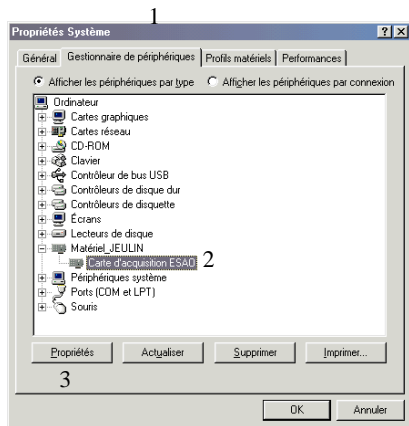 1
Propriétés Système
Général Gestionnaire de périphériques Profils matériels Performances
Afficher les périphériques par type Afficher les périphériques par connexion
Ordinateur
Cartes graphiques
Cartes réseau
CD-ROM
Clavier
Contrôleur de bus USB
Contrôleurs de disque dur
Contrôleurs de disquette
Écrans
Lecteurs de disque
Matériel_JEULIN
Carte d'acquisition ESAO 2
Périphériques système
Ports (COM et LPT)
Souris
Propriétés Actualiser Supprimer Imprimer...
3
OK Annuler